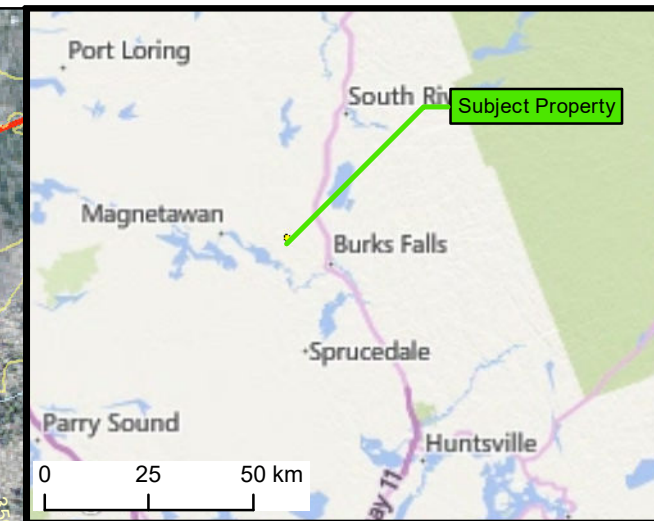 Port Loring
South Riv
Subject Property
Magnetawan
Burks Falls
Sprucedale
Parry Sound
Huntsville
ay 11
0 25 50 km